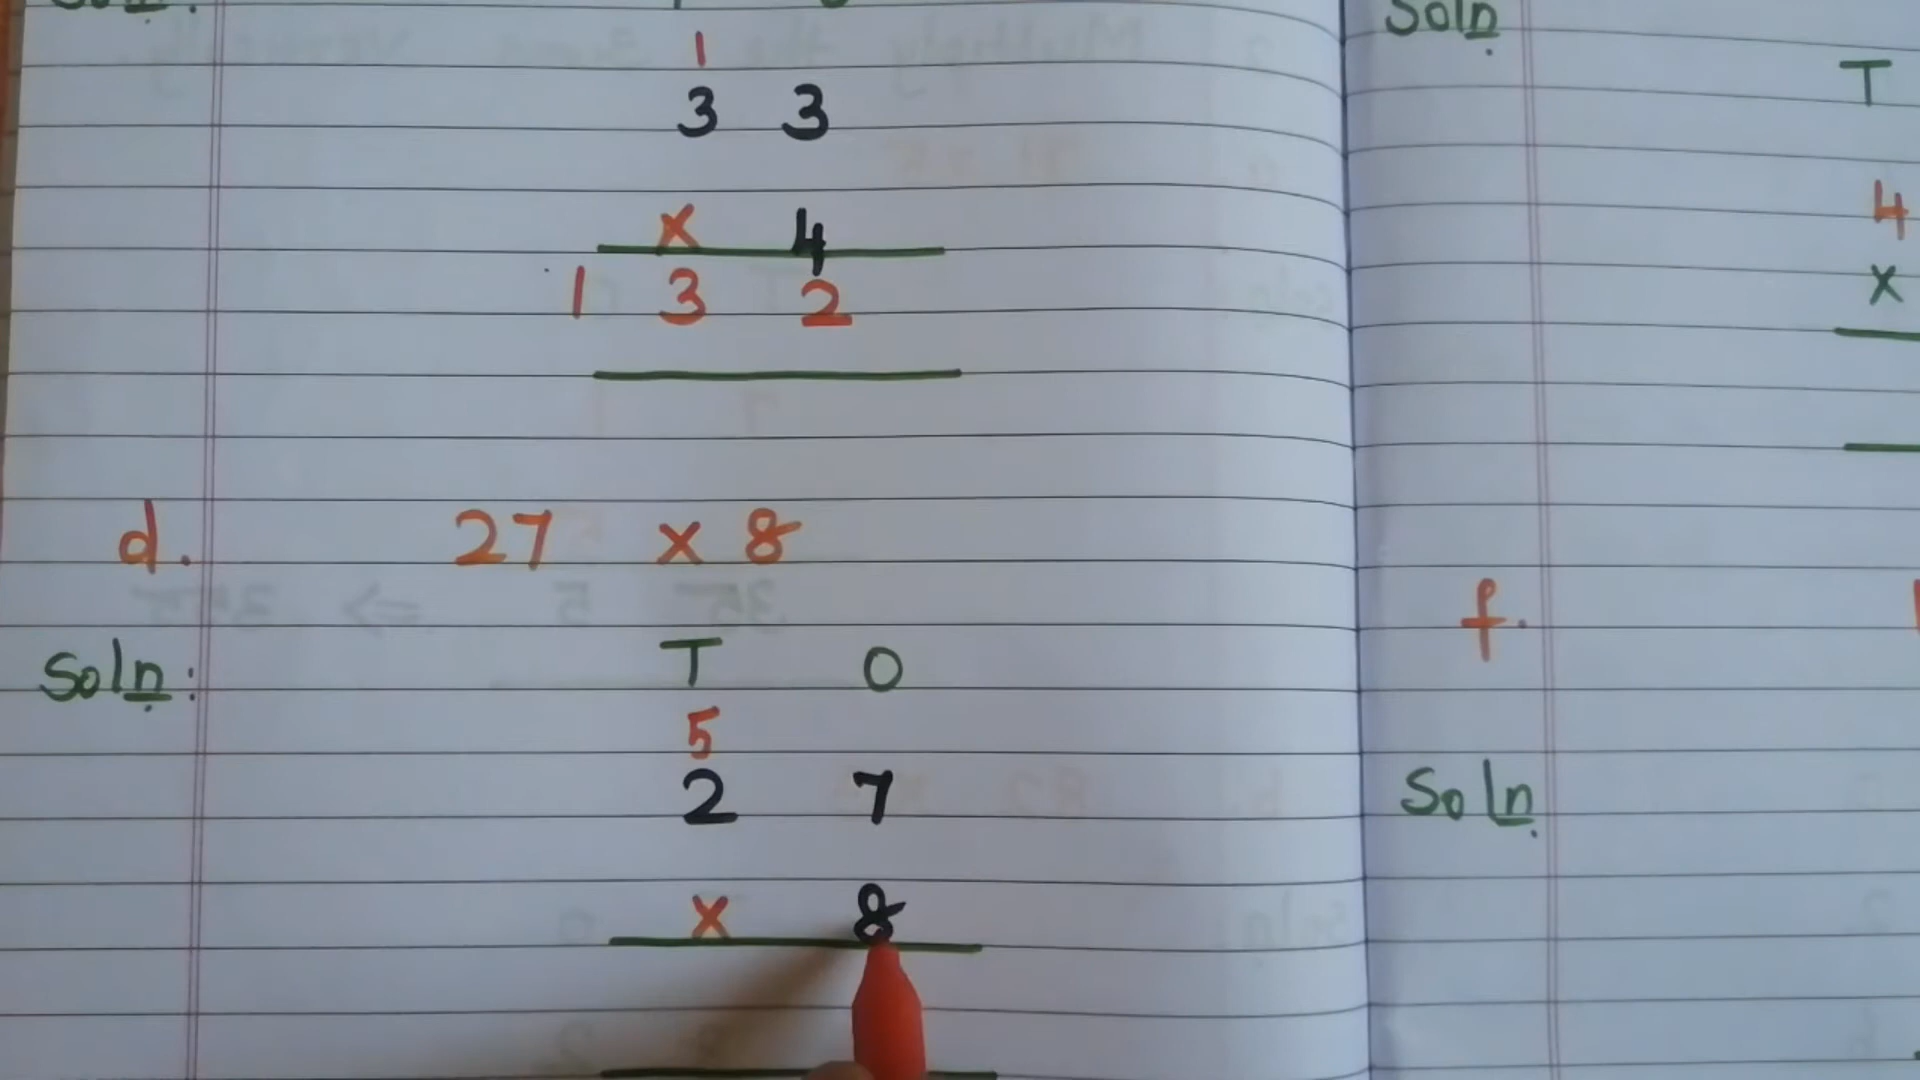 1
3 3
x 4
1 3 2
d. 27 x 8
Soln: T O
5
2 7
x 8
Soln
T
4
x
f.
Soln